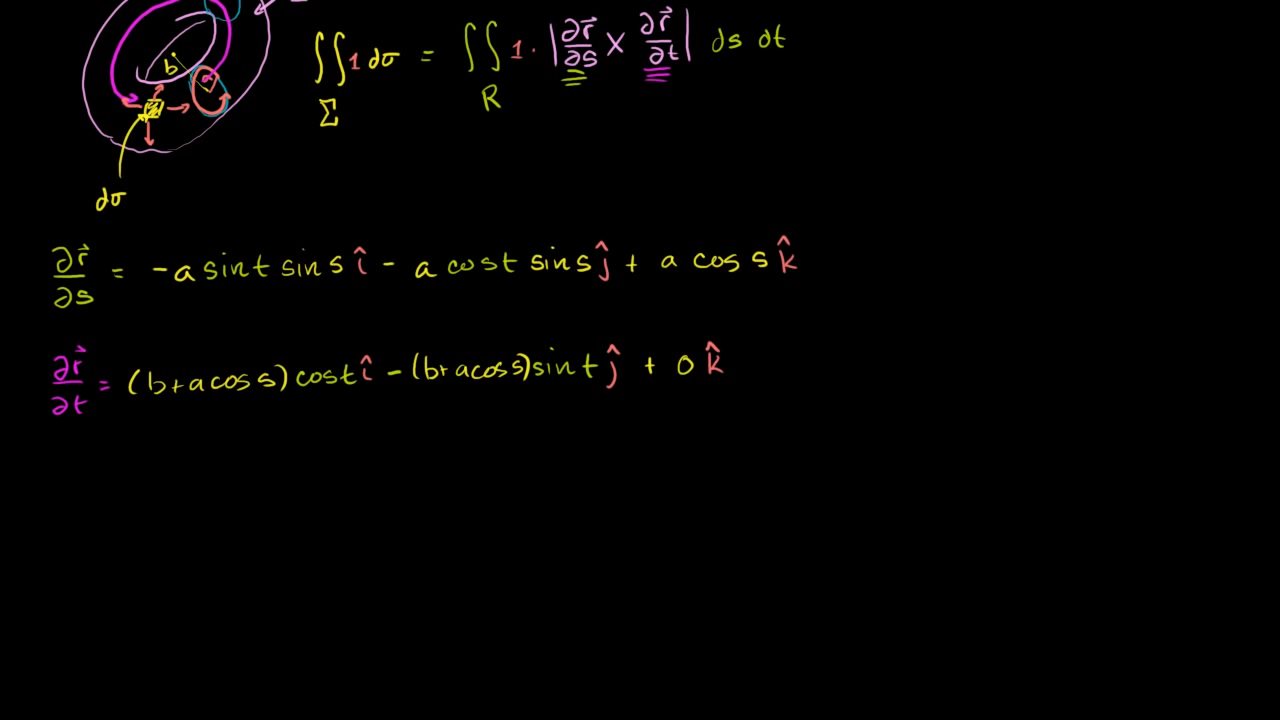 ∬_Σ 1 dσ = ∬_R 1 · |∂r⃗/∂s × ∂r⃗/∂t| ds dt
b
a
dσ
∂r⃗/∂s = -a sin t sin s î - a cos t sin s ĵ + a cos s k̂
∂r⃗/∂t = (b + a cos s) cos t î - (b + a cos s) sin t ĵ + 0 k̂